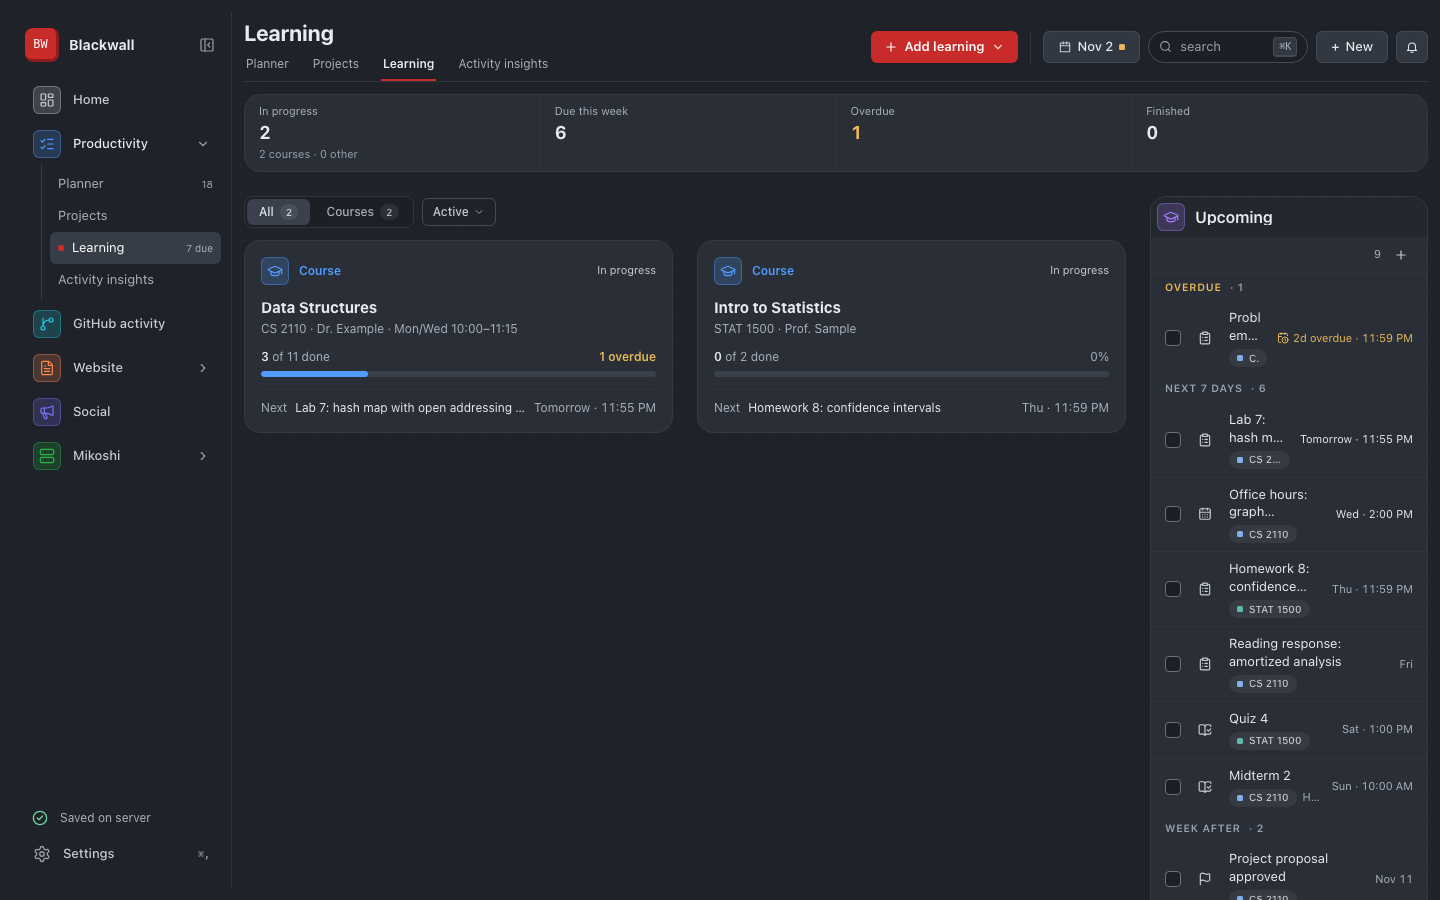 BW
Blackwall
Home
Productivity
Planner 18
Projects
Learning 7 due
Activity insights
GitHub activity
Website
Social
Mikoshi
Saved on server
Settings ⌘,
Learning
Planner Projects Learning Activity insights
+ Add learning
Nov 2
search ⌘K
+ New
In progress
2
2 courses · 0 other
Due this week
6
Overdue
1
Finished
0
All 2 Courses 2 Active
Course In progress
Data Structures
CS 2110 · Dr. Example · Mon/Wed 10:00–11:15
3 of 11 done 1 overdue
Next Lab 7: hash map with open addressing ... Tomorrow · 11:55 PM
Course In progress
Intro to Statistics
STAT 1500 · Prof. Sample
0 of 2 done 0%
Next Homework 8: confidence intervals Thu · 11:59 PM
Upcoming
9 +
OVERDUE · 1
Probl
em...
2d overdue · 11:59 PM
C.
NEXT 7 DAYS · 6
Lab 7:
hash m...
Tomorrow · 11:55 PM
CS 2...
Office hours:
graph...
Wed · 2:00 PM
CS 2110
Homework 8:
confidence...
Thu · 11:59 PM
STAT 1500
Reading response:
amortized analysis
Fri
CS 2110
Quiz 4
Sat · 1:00 PM
STAT 1500
Midterm 2
Sun · 10:00 AM
CS 2110 H...
WEEK AFTER · 2
Project proposal
approved
Nov 11
CS 2110